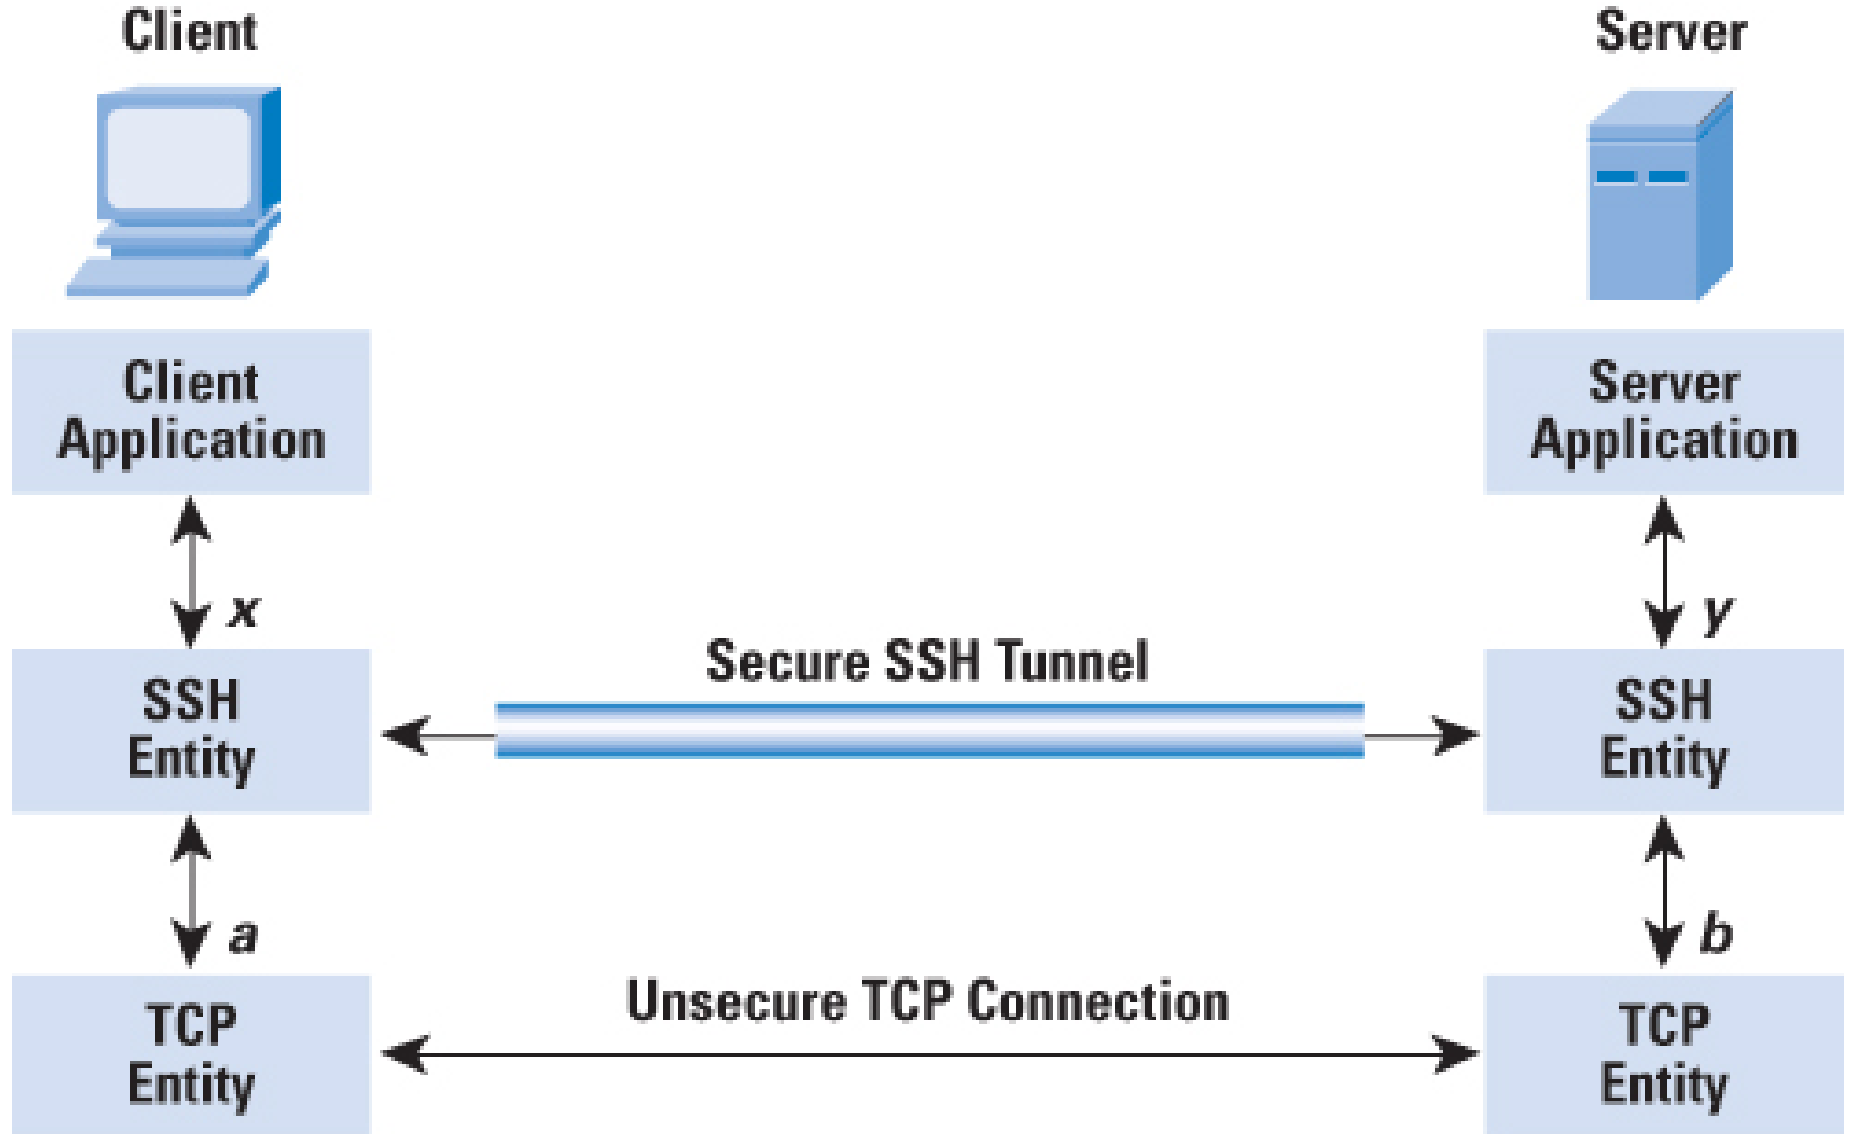 Client
Server
Client
Application
Server
Application
x
y
Secure SSH Tunnel
SSH
Entity
SSH
Entity
a
b
Unsecure TCP Connection
TCP
Entity
TCP
Entity